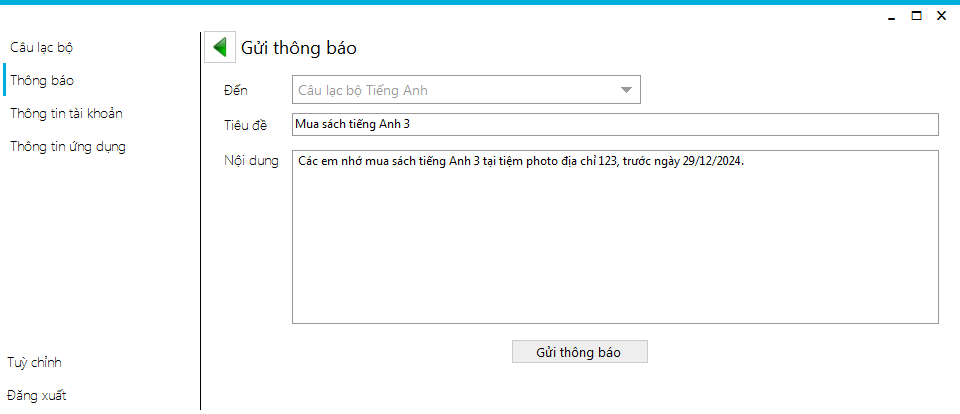 Câu lạc bộ
Thông báo
Thông tin tài khoản
Thông tin ứng dụng
Tuỳ chỉnh
Đăng xuất
Gửi thông báo
Đến
Câu lạc bộ Tiếng Anh
Tiêu đề
Mua sách tiếng Anh 3
Nội dung
Các em nhớ mua sách tiếng Anh 3 tại tiệm photo địa chỉ 123, trước ngày 29/12/2024.
Gửi thông báo